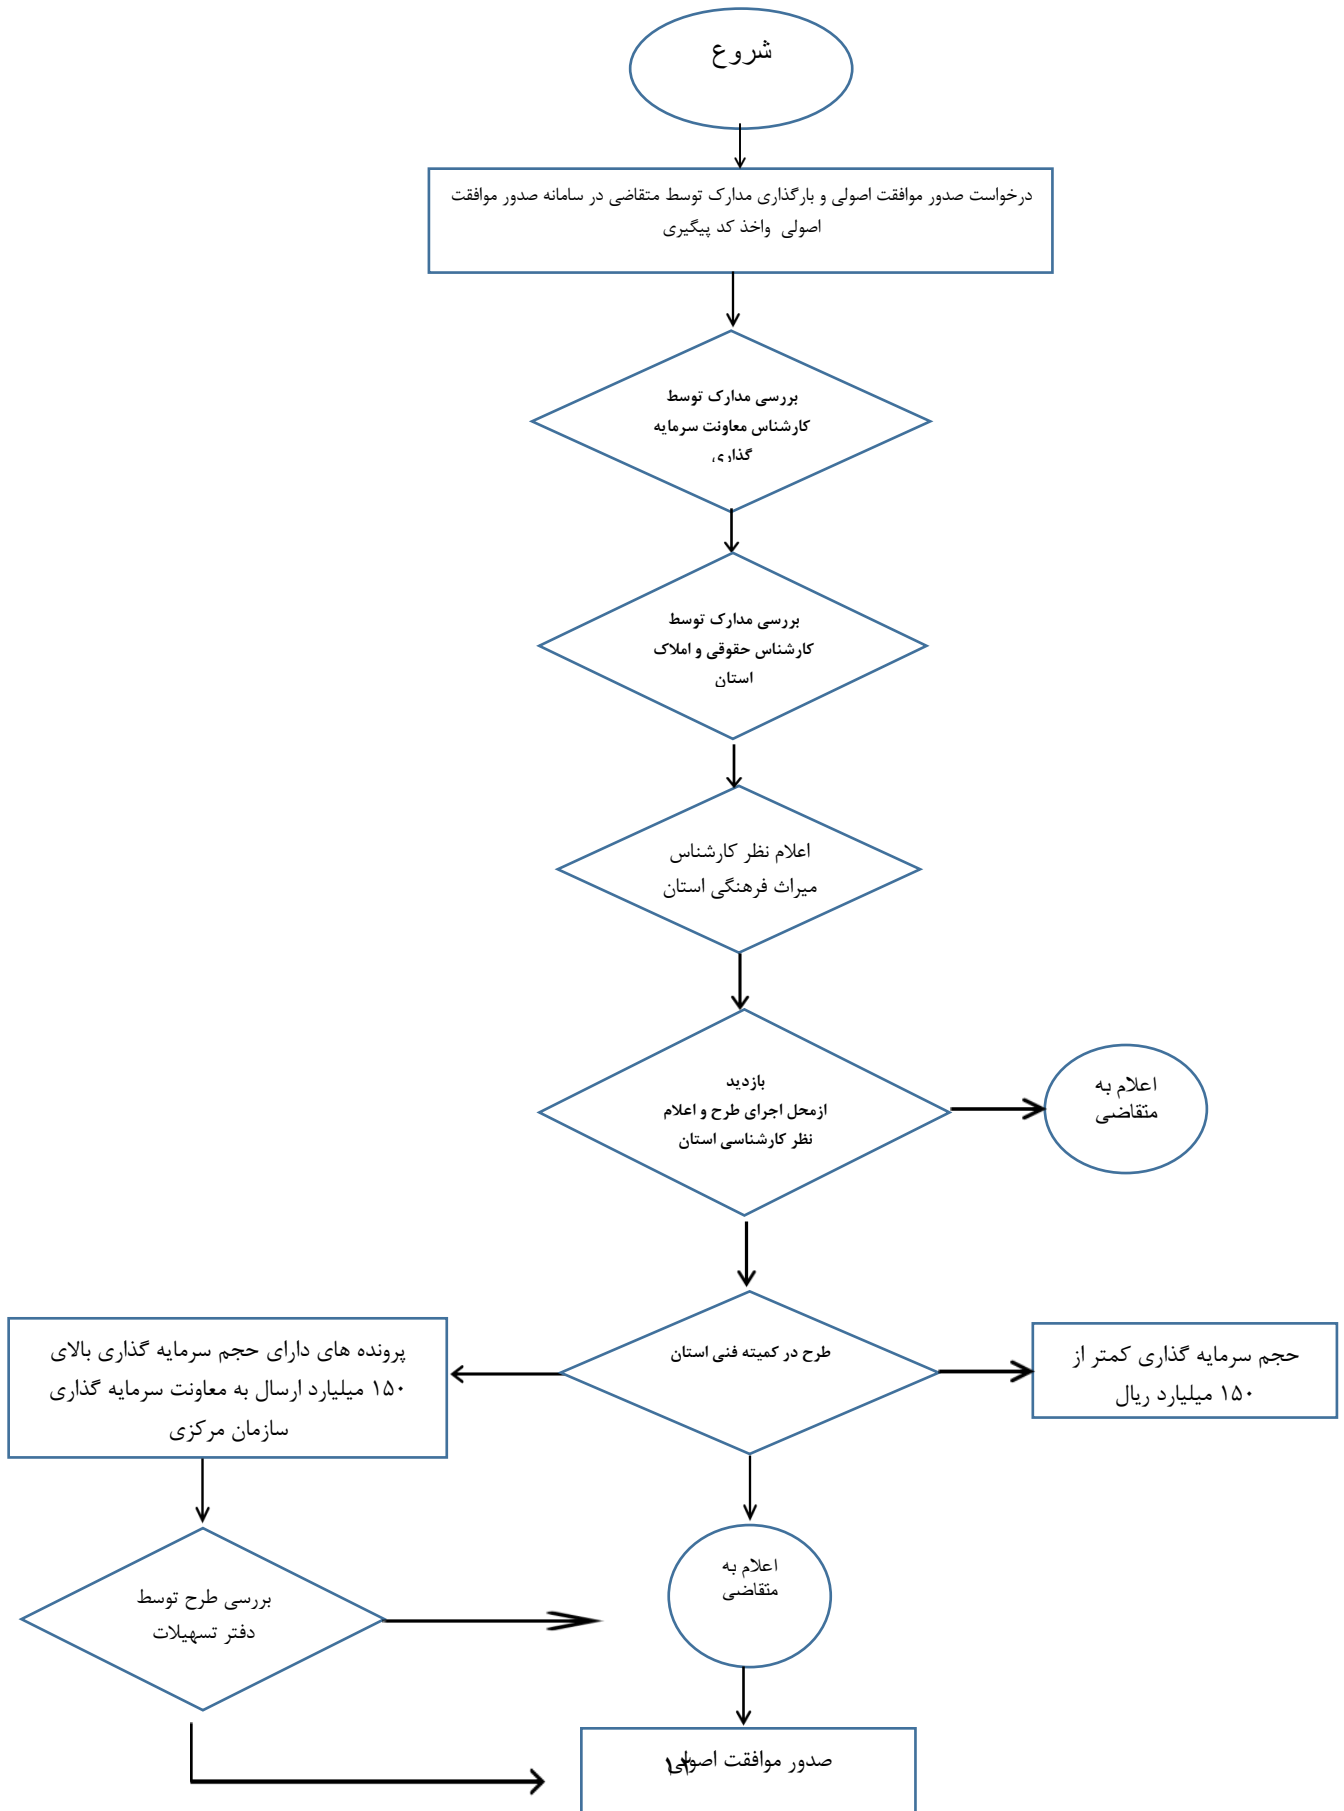 شروع
درخواست صدور موافقت اصولی و بارگذاری مدارک توسط متقاضی در سامانه صدور موافقت
اصولی واخذ کد پیگیری
بررسی مدارک توسط
کارشناس معاونت سرمایه
گذاری
بررسی مدارک توسط
کارشناس حقوقی و املاک
استان
اعلام نظر کارشناس
میراث فرهنگی استان
بازدید
ازمحل اجرای طرح و اعلام
نظر کارشناسی استان
اعلام به
متقاضی
طرح در کمیته فنی استان
حجم سرمایه گذاری کمتر از
۱۵۰ میلیارد ریال
پرونده های دارای حجم سرمایه گذاری بالای
۱۵۰ میلیارد ارسال به معاونت سرمایه گذاری
سازمان مرکزی
اعلام به
متقاضی
بررسی طرح توسط
دفتر تسهیلات
صدور موافقت اصولی